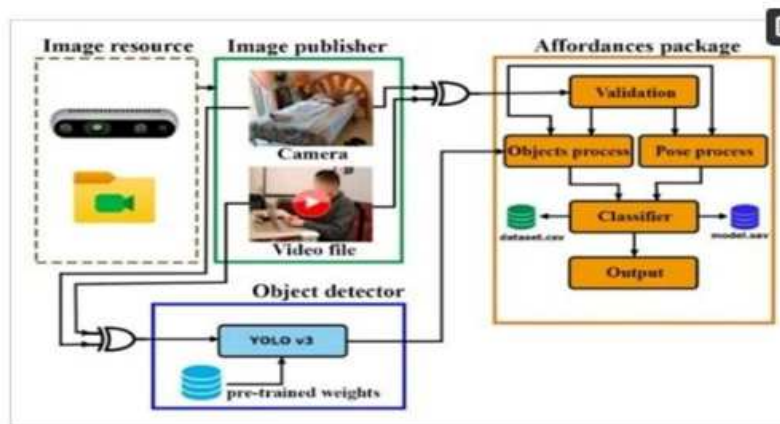 Image resource
Image publisher
Affordances package
Camera
Video file
Validation
Objects process
Pose process
Classifier
dataset.csv
model.sav
Output
Object detector
YOLO v3
pre-trained weights